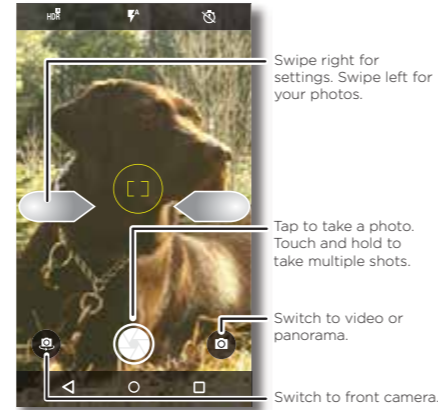 HDR A
A
Swipe right for
settings. Swipe left for
your photos.
Tap to take a photo.
Touch and hold to
take multiple shots.
Switch to video or
panorama.
Switch to front camera.